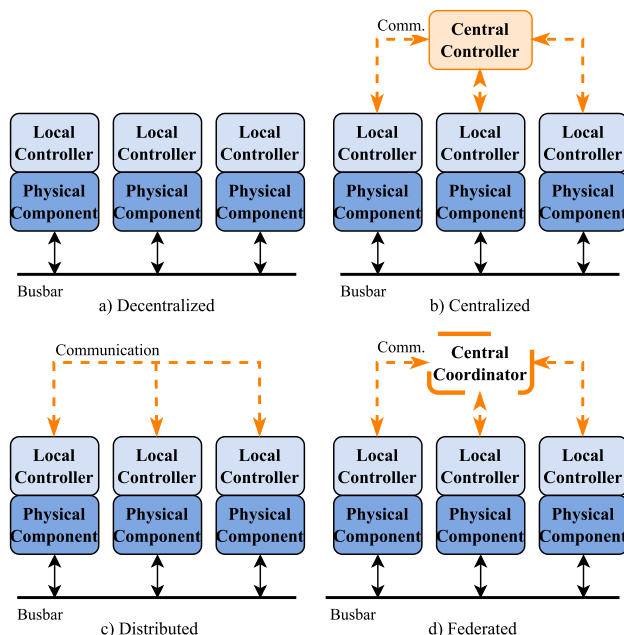 Comm.
Central
Controller
Local
Controller
Local
Controller
Local
Controller
Local
Controller
Local
Controller
Local
Controller
Physical
Component
Physical
Component
Physical
Component
Physical
Component
Physical
Component
Physical
Component
Busbar
a) Decentralized
Busbar
b) Centralized
Communication
Comm.
Central
Coordinator
Local
Controller
Local
Controller
Local
Controller
Local
Controller
Local
Controller
Local
Controller
Physical
Component
Physical
Component
Physical
Component
Physical
Component
Physical
Component
Physical
Component
Busbar
c) Distributed
Busbar
d) Federated